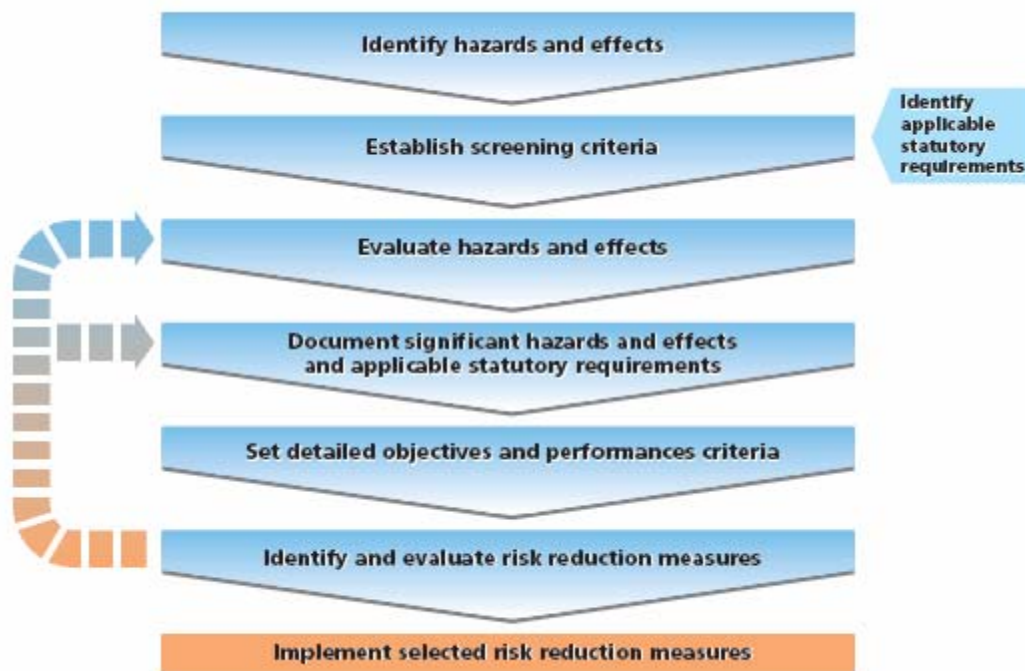 Identify hazards and effects
Identify
applicable
statutory
requirements
Establish screening criteria
Evaluate hazards and effects
Document significant hazards and effects
and applicable statutory requirements
Set detailed objectives and performances criteria
Identify and evaluate risk reduction measures
Implement selected risk reduction measures